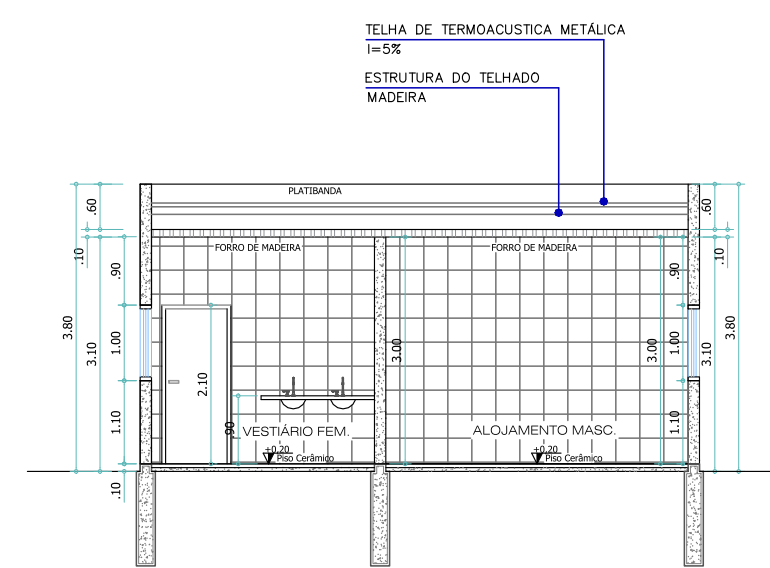 TELHA DE TERMOACUSTICA METÁLICA
I=5%
ESTRUTURA DO TELHADO
MADEIRA
PLATIBANDA
.60
.60
FORRO DE MADEIRA
FORRO DE MADEIRA
.10
.90
.90
.10
3.80
3.10
1.00
3.00
3.00
1.00
3.10
3.80
2.10
1.10
.90
VESTIÁRIO FEM.
ALOJAMENTO MASC.
1.10
+0,20
Piso Cerâmico
+0,20
Piso Cerâmico
.10